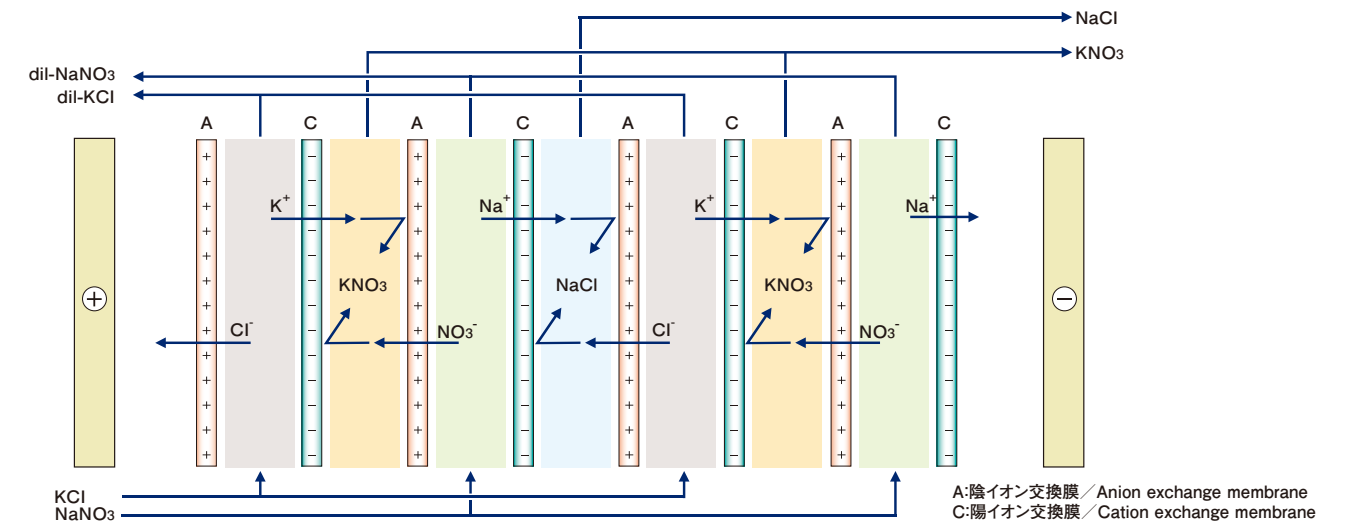 NaCl
KNO₃
dil-NaNO₃
dil-KCl
A C A C A C A C
K⁺ Na⁺ K⁺ Na⁺
KNO₃ NaCl KNO₃
Cl⁻ NO₃⁻ Cl⁻ NO₃⁻
KCl
NaNO₃
A:陰イオン交換膜/Anion exchange membrane
C:陽イオン交換膜/Cation exchange membrane